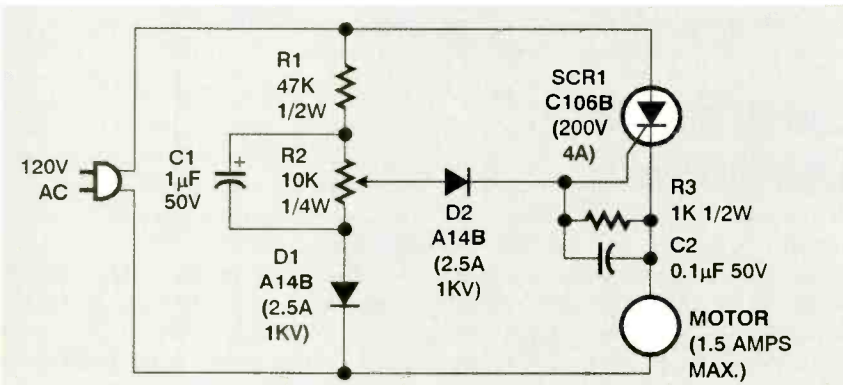 R1
47K
1/2W
SCR1
C106B
(200V
4A)
120V
AC
C1
1µF
50V
+
R2
10K
1/4W
D2
A14B
(2.5A
1KV)
R3
1K 1/2W
C2
0.1µF 50V
D1
A14B
(2.5A
1KV)
MOTOR
(1.5 AMPS
MAX.)